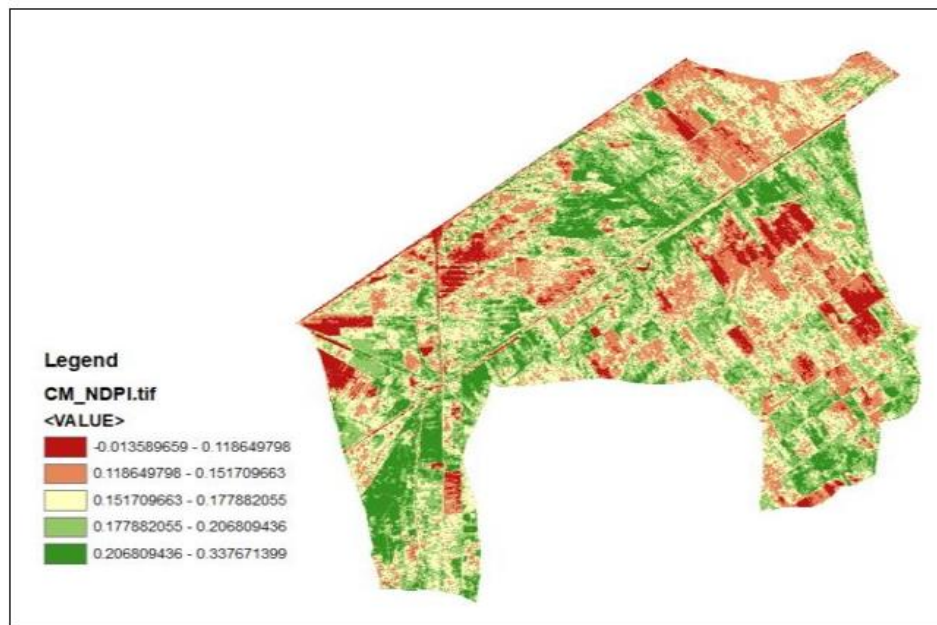 Legend
CM_NDPI.tif
<VALUE>
-0.013589659 - 0.118649798
0.118649798 - 0.151709663
0.151709663 - 0.177882055
0.177882055 - 0.206809436
0.206809436 - 0.337671399